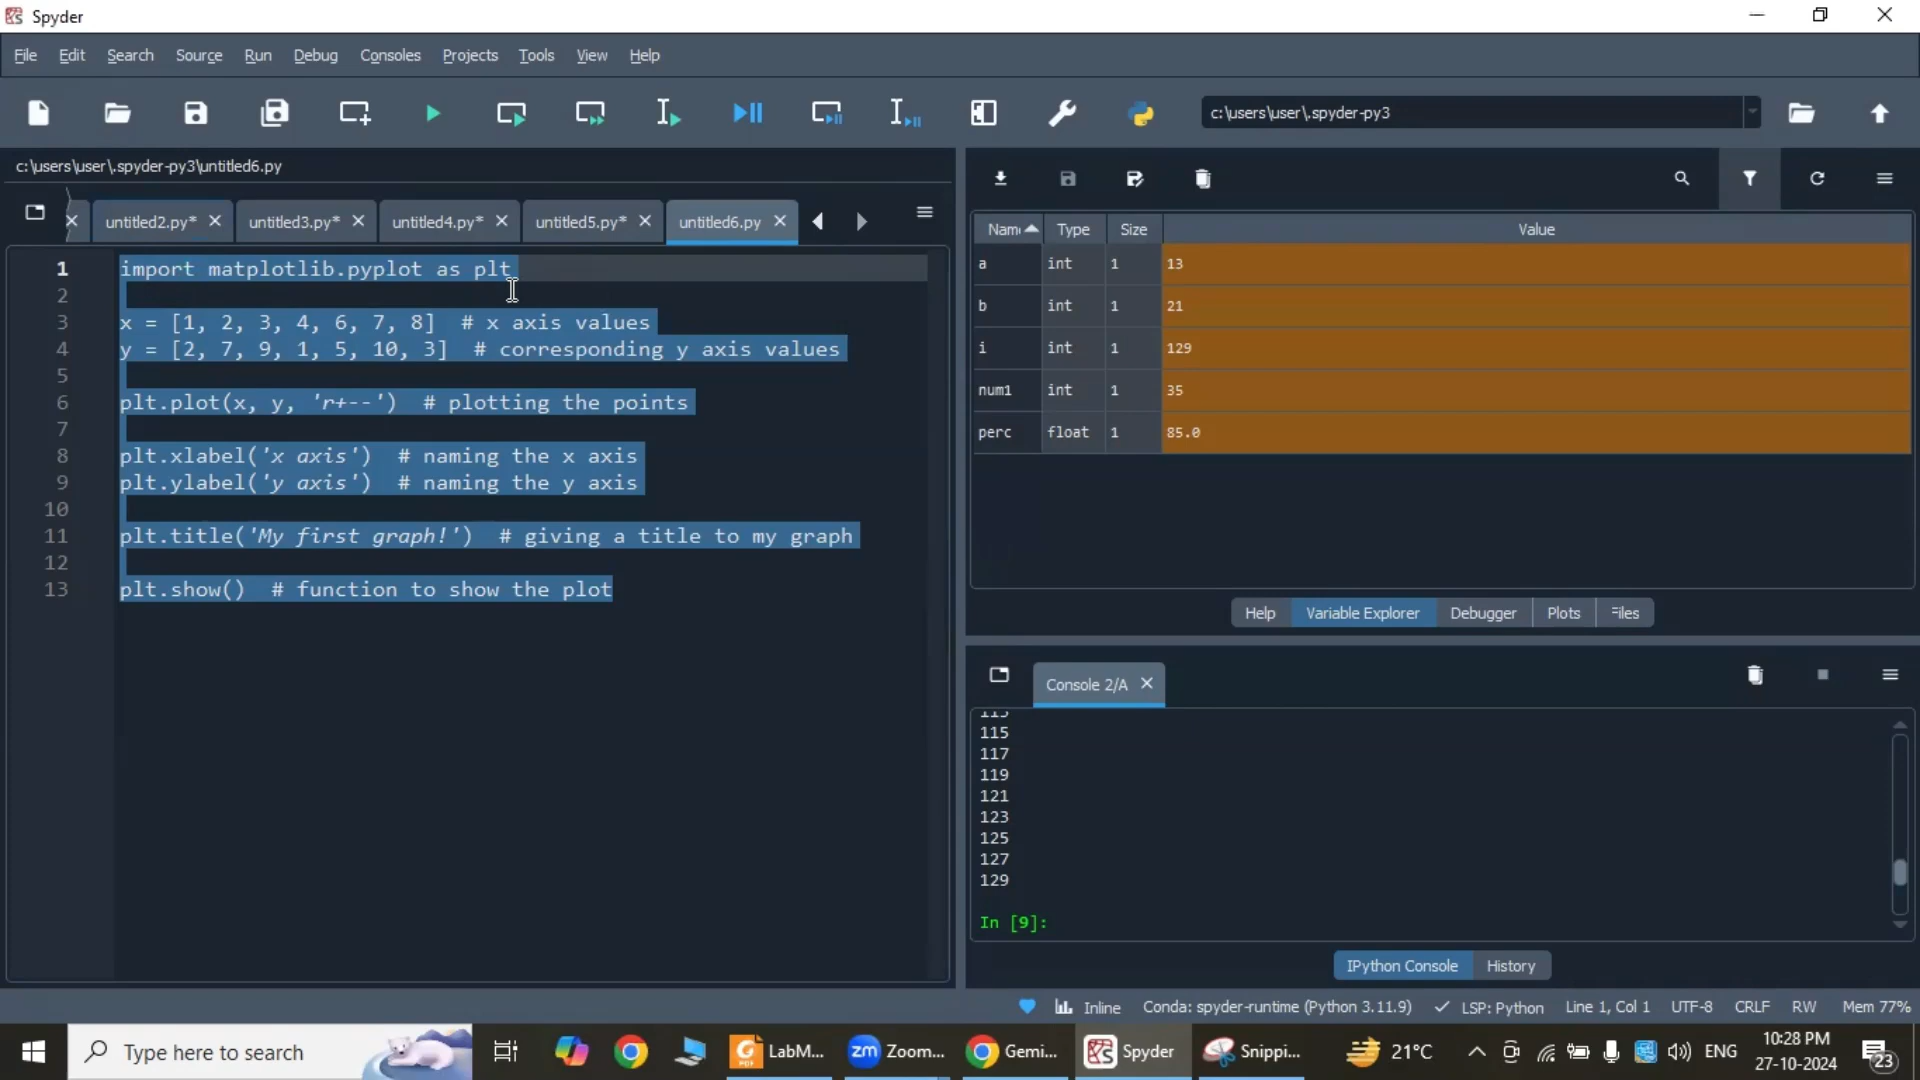 Spyder
File Edit Search Source Run Debug Consoles Projects Tools View Help
c:\users\user\.spyder-py3
c:\users\user\.spyder-py3\untitled6.py
untitled2.py* untitled3.py* untitled4.py* untitled5.py* untitled6.py
1 import matplotlib.pyplot as plt
2
3 x = [1, 2, 3, 4, 6, 7, 8]  # x axis values
4 y = [2, 7, 9, 1, 5, 10, 3]  # corresponding y axis values
5
6 plt.plot(x, y, 'r+--')  # plotting the points
7
8 plt.xlabel('x axis')  # naming the x axis
9 plt.ylabel('y axis')  # naming the y axis
10
11 plt.title('My first graph!')  # giving a title to my graph
12
13 plt.show()  # function to show the plot
Name Type Size Value
a int 1 13
b int 1 21
i int 1 129
num1 int 1 35
perc float 1 85.0
Help Variable Explorer Debugger Plots Files
Console 2/A
115
117
119
121
123
125
127
129
In [9]:
IPython Console History
Inline Conda: spyder-runtime (Python 3.11.9) LSP: Python Line 1, Col 1 UTF-8 CRLF RW Mem 77%
Type here to search LabM... Zoom... Gemi... Spyder Snippi... 21°C ENG 10:28 PM
27-10-2024 23